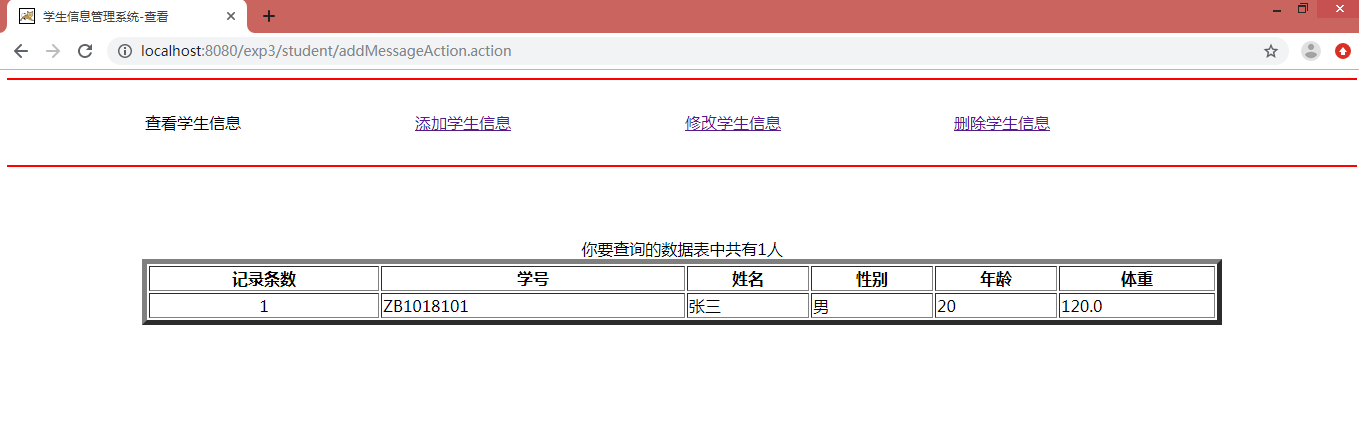 学生信息管理系统-查看
localhost:8080/exp3/student/addMessageAction.action
查看学生信息 添加学生信息 修改学生信息 删除学生信息
你要查询的数据表中共有1人
记录条数 学号 姓名 性别 年龄 体重
1 ZB1018101 张三 男 20 120.0